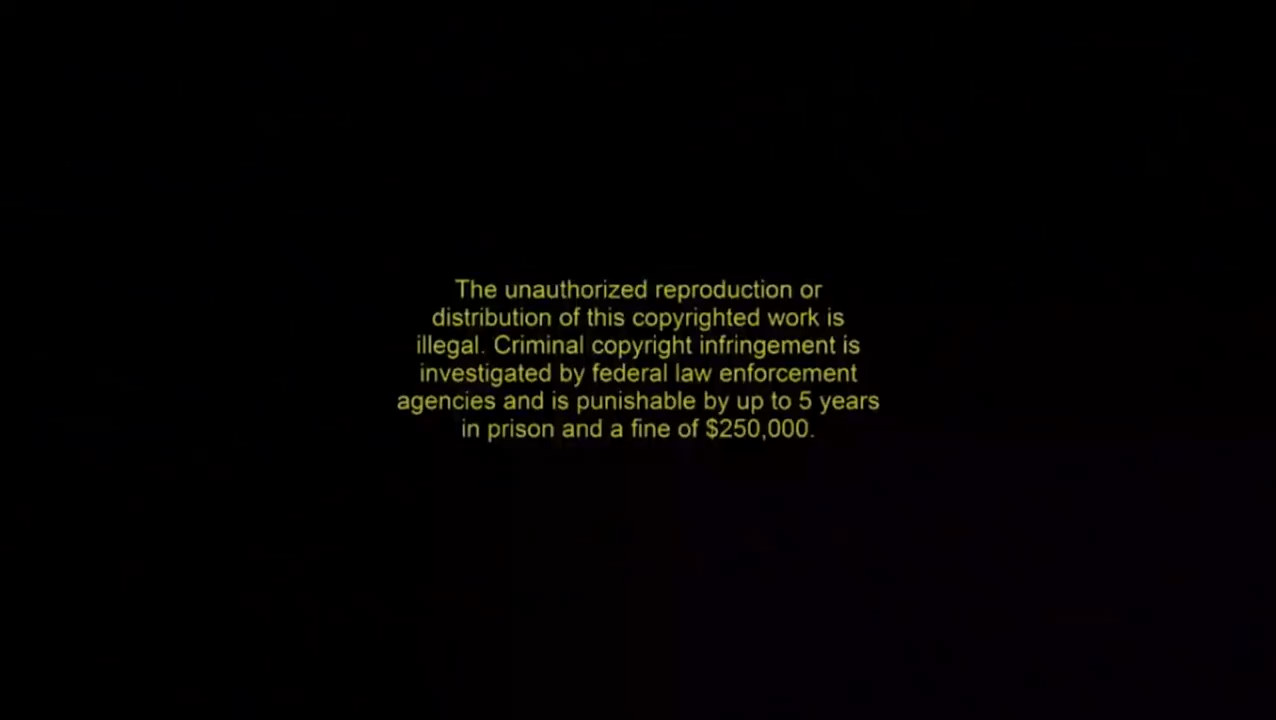 The unauthorized reproduction or
distribution of this copyrighted work is
illegal. Criminal copyright infringement is
investigated by federal law enforcement
agencies and is punishable by up to 5 years
in prison and a fine of $250,000.